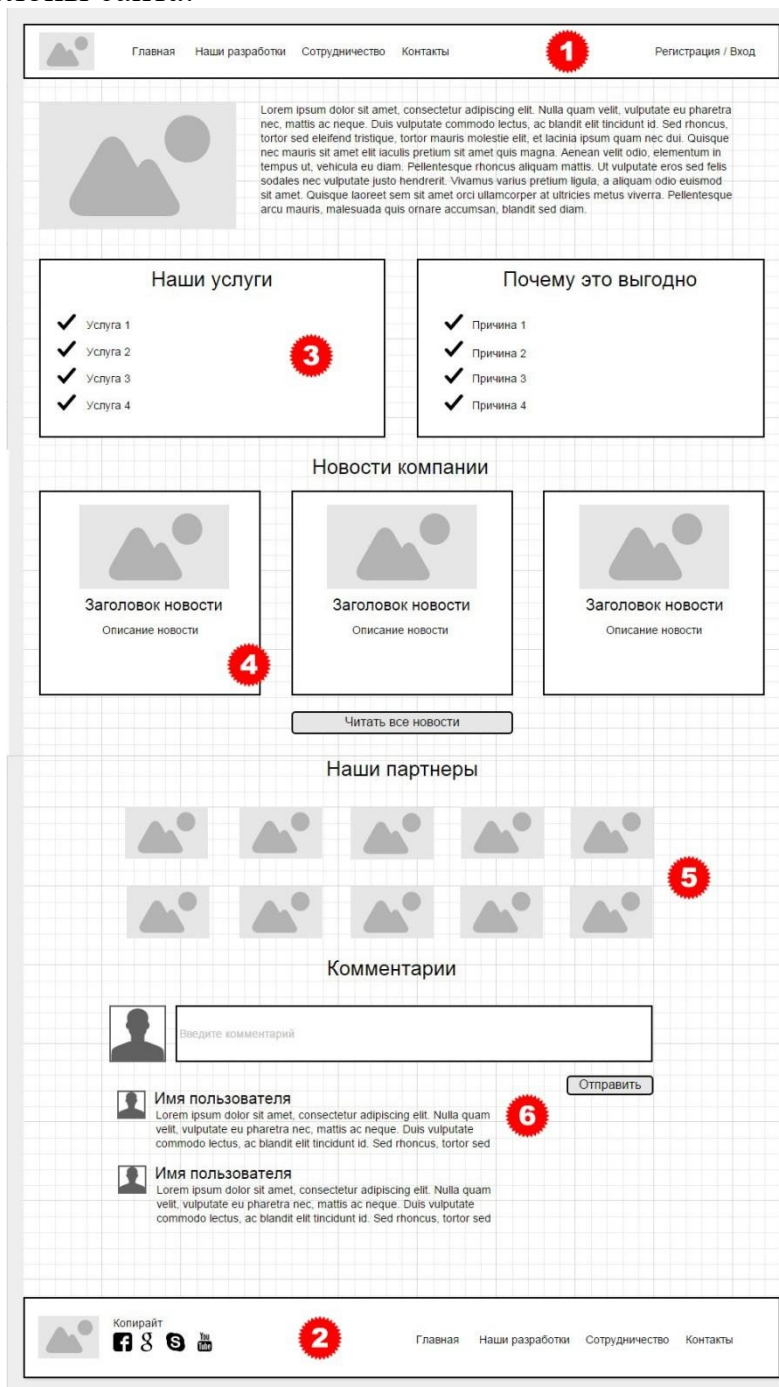 Главная Наши разработки Сотрудничество Контакты 1 Регистрация / Вход
Lorem ipsum dolor sit amet, consectetur adipiscing elit. Nulla quam velit, vulputate eu pharetra
nec, mattis ac neque. Duis vulputate commodo lectus, ac blandit elit tincidunt id. Sed rhoncus,
tortor sed eleifend tristique, tortor mauris molestie elit, et lacinia ipsum quam nec dui. Quisque
nec mauris sit amet elit iaculis pretium sit amet quis magna. Aenean velit odio, elementum in
tempus ut, vehicula eu diam. Pellentesque rhoncus aliquam mattis. Ut vulputate eros sed felis
sodales nec vulputate justo hendrerit. Vivamus varius pretium ligula, a aliquam odio euismod
sit amet. Quisque laoreet sem sit amet orci ullamcorper at ultricies metus viverra. Pellentesque
arcu mauris, malesuada quis ornare accumsan, blandit sed diam.
Наши услуги
Услуга 1
Услуга 2
Услуга 3
Услуга 4
3
Почему это выгодно
Причина 1
Причина 2
Причина 3
Причина 4
Новости компании
Заголовок новости
Описание новости
4
Заголовок новости
Описание новости
Заголовок новости
Описание новости
Читать все новости
Наши партнеры
5
Комментарии
Введите комментарий
Отправить
Имя пользователя
Lorem ipsum dolor sit amet, consectetur adipiscing elit. Nulla quam
velit, vulputate eu pharetra nec, mattis ac neque. Duis vulputate
commodo lectus, ac blandit elit tincidunt id. Sed rhoncus, tortor sed
6
Имя пользователя
Lorem ipsum dolor sit amet, consectetur adipiscing elit. Nulla quam
velit, vulputate eu pharetra nec, mattis ac neque. Duis vulputate
commodo lectus, ac blandit elit tincidunt id. Sed rhoncus, tortor sed
Копирайт
f g S You Tube
2
Главная Наши разработки Сотрудничество Контакты